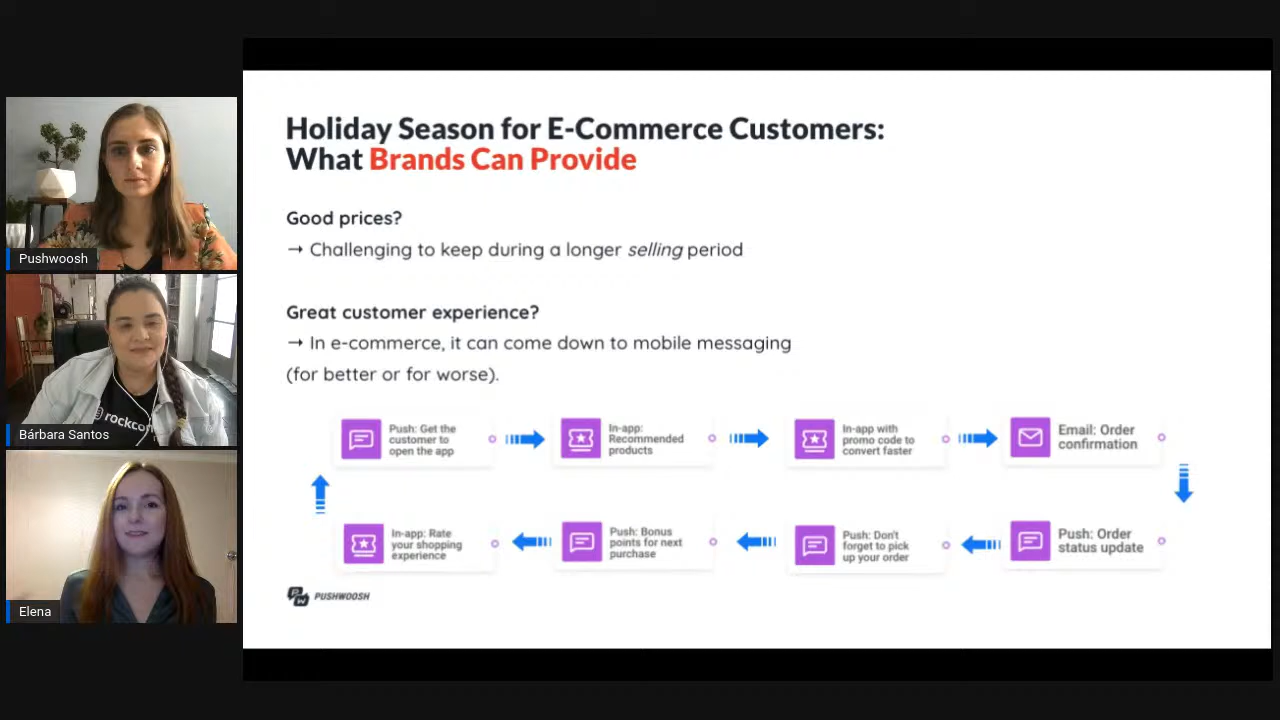 Holiday Season for E-Commerce Customers:
What Brands Can Provide
Good prices?
→ Challenging to keep during a longer selling period
Great customer experience?
→ In e-commerce, it can come down to mobile messaging
(for better or for worse).
Push: Get the
customer to
open the app
In-app:
Recommended
products
In-app with
promo code to
convert faster
Email: Order
confirmation
Push: Order
status update
Push: Don't
forget to pick
up your order
Push: Bonus
points for next
purchase
In-app: Rate
your shopping
experience
PUSHWOOSH
Pushwoosh
rockcon
Bárbara Santos
Elena